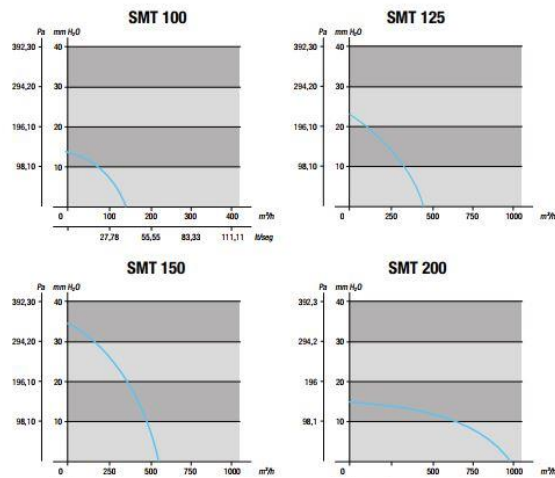 SMT 100
Pa mm H₂O
392,30 40
294,20 30
196,10 20
98,10 10
0 100 200 300 400 m³/h
27,78 55,55 83,33 111,11 lt/seg
SMT 125
Pa mm H₂O
392,30 40
294,20 30
196,10 20
98,10 10
0 250 500 750 1000 m³/h
SMT 150
Pa mm H₂O
392,30 40
294,20 30
196,10 20
98,10 10
0 250 500 750 1000 m³/h
SMT 200
Pa mm H₂O
392,3 40
294,2 30
196 20
98,1 10
0 250 500 750 1000 m³/h